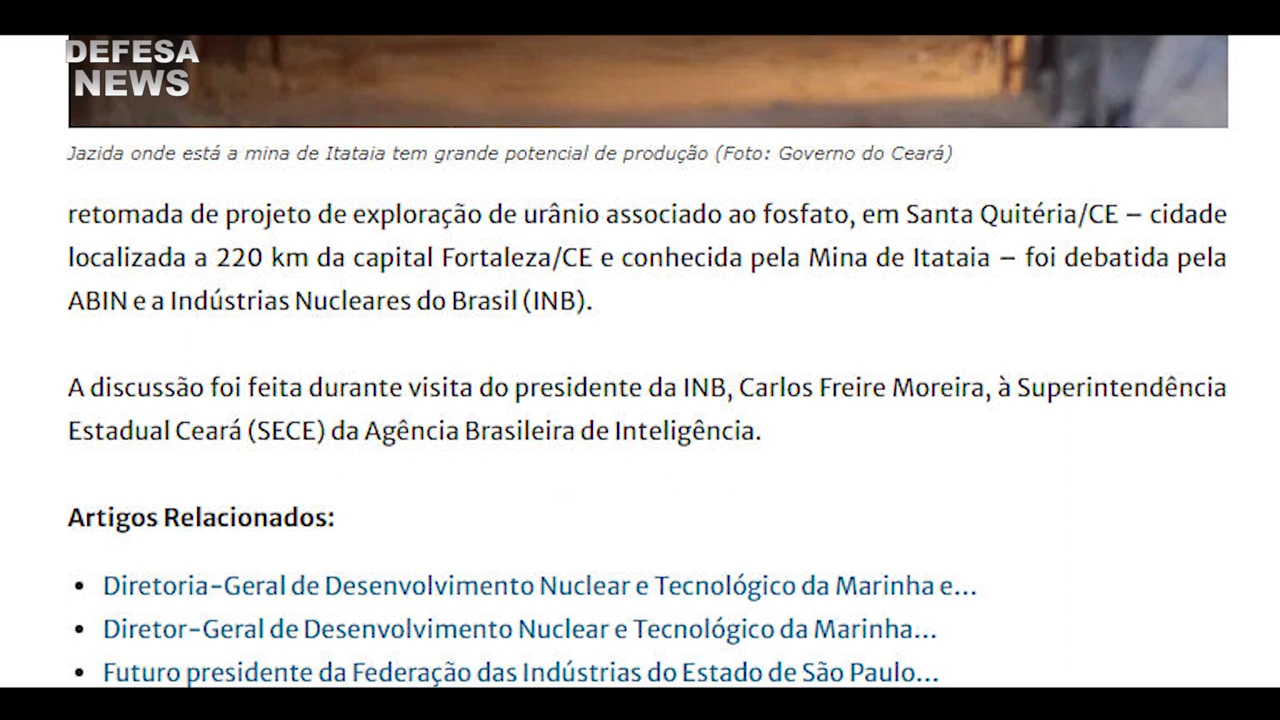 DEFESA
NEWS
Jazida onde está a mina de Itataia tem grande potencial de produção (Foto: Governo do Ceará)
retomada de projeto de exploração de urânio associado ao fosfato, em Santa Quitéria/CE – cidade
localizada a 220 km da capital Fortaleza/CE e conhecida pela Mina de Itataia – foi debatida pela
ABIN e a Indústrias Nucleares do Brasil (INB).
A discussão foi feita durante visita do presidente da INB, Carlos Freire Moreira, à Superintendência
Estadual Ceará (SECE) da Agência Brasileira de Inteligência.
Artigos Relacionados:
• Diretoria-Geral de Desenvolvimento Nuclear e Tecnológico da Marinha e...
• Diretor-Geral de Desenvolvimento Nuclear e Tecnológico da Marinha...
• Futuro presidente da Federação das Indústrias do Estado de São Paulo...